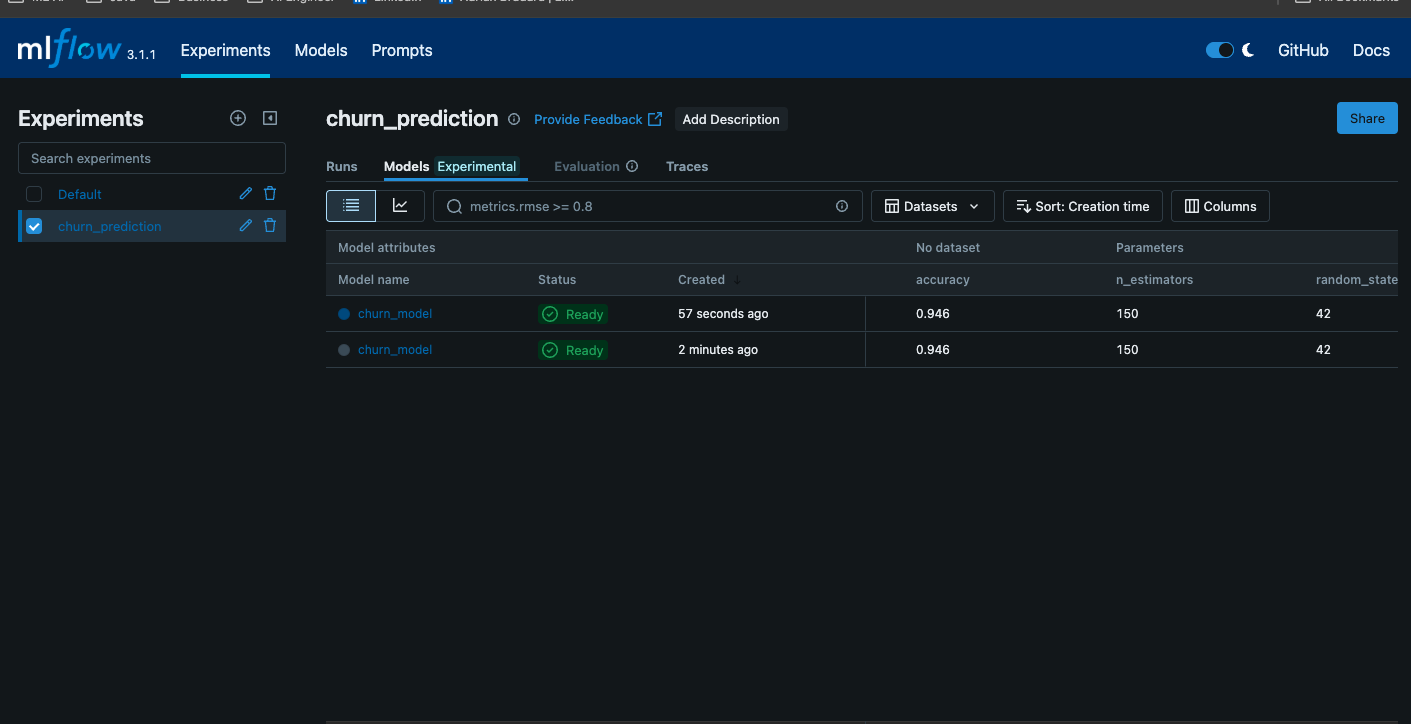 mlflow 3.1.1 Experiments Models Prompts GitHub Docs
Experiments
churn_prediction Provide Feedback Add Description Share
Search experiments
Runs Models Experimental Evaluation Traces
Default
metrics.rmse >= 0.8 Datasets Sort: Creation time Columns
churn_prediction
Model attributes No dataset Parameters
Model name Status Created accuracy n_estimators random_state
churn_model Ready 57 seconds ago 0.946 150 42
churn_model Ready 2 minutes ago 0.946 150 42